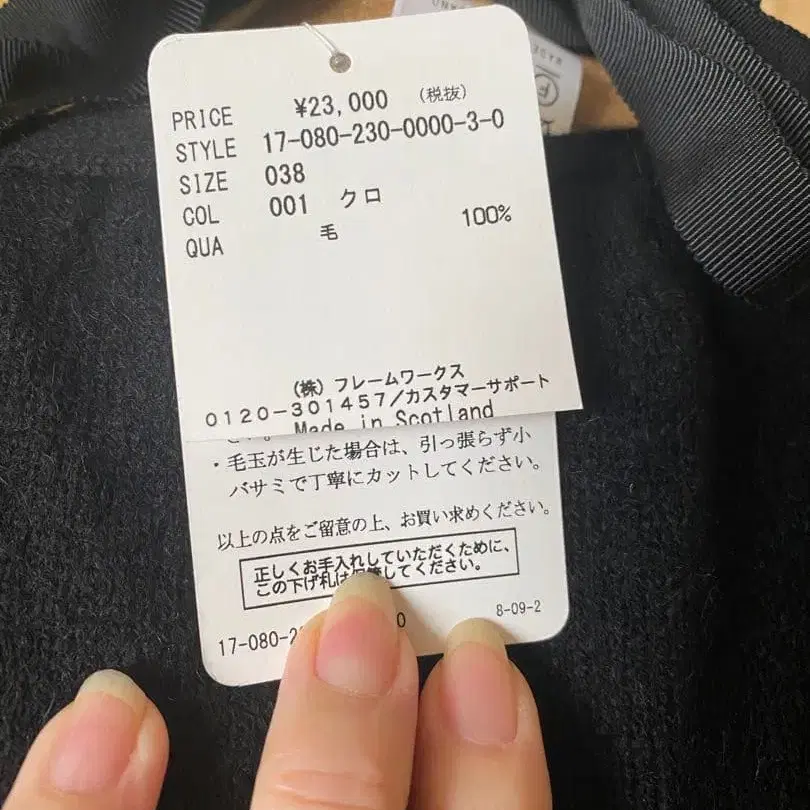 PRICE ¥23,000 (税抜)
STYLE 17-080-230-0000-3-0
SIZE 038
COL 001 クロ
QUA 毛 100%
(株)フレームワークス
0120-301457/カスタマーサポート
Made in Scotland
さい。
・毛玉が生じた場合は、引っ張らず小
バサミで丁寧にカットしてください。
以上の点をご留意の上、お買い求めください。
正しくお手入れしていただくために、
この下げ札は保管してください。
17-080-2 0 8-09-2